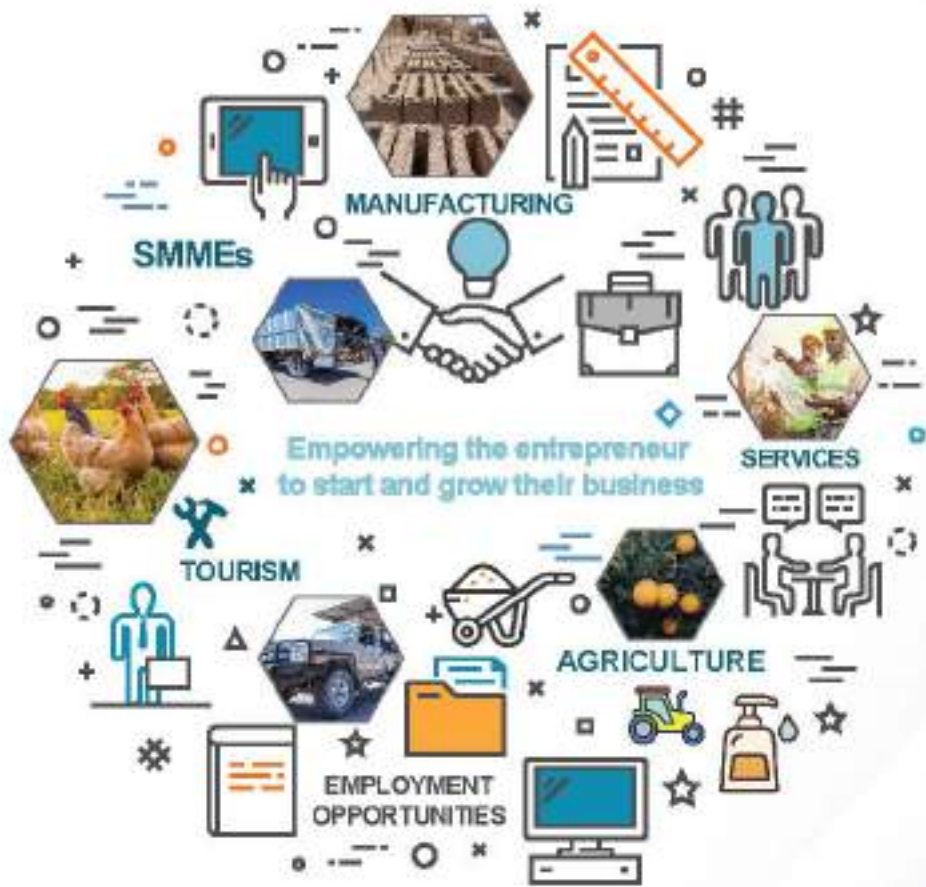 MANUFACTURING
SMMEs
Empowering the entrepreneur
to start and grow their business
SERVICES
TOURISM
AGRICULTURE
EMPLOYMENT
OPPORTUNITIES